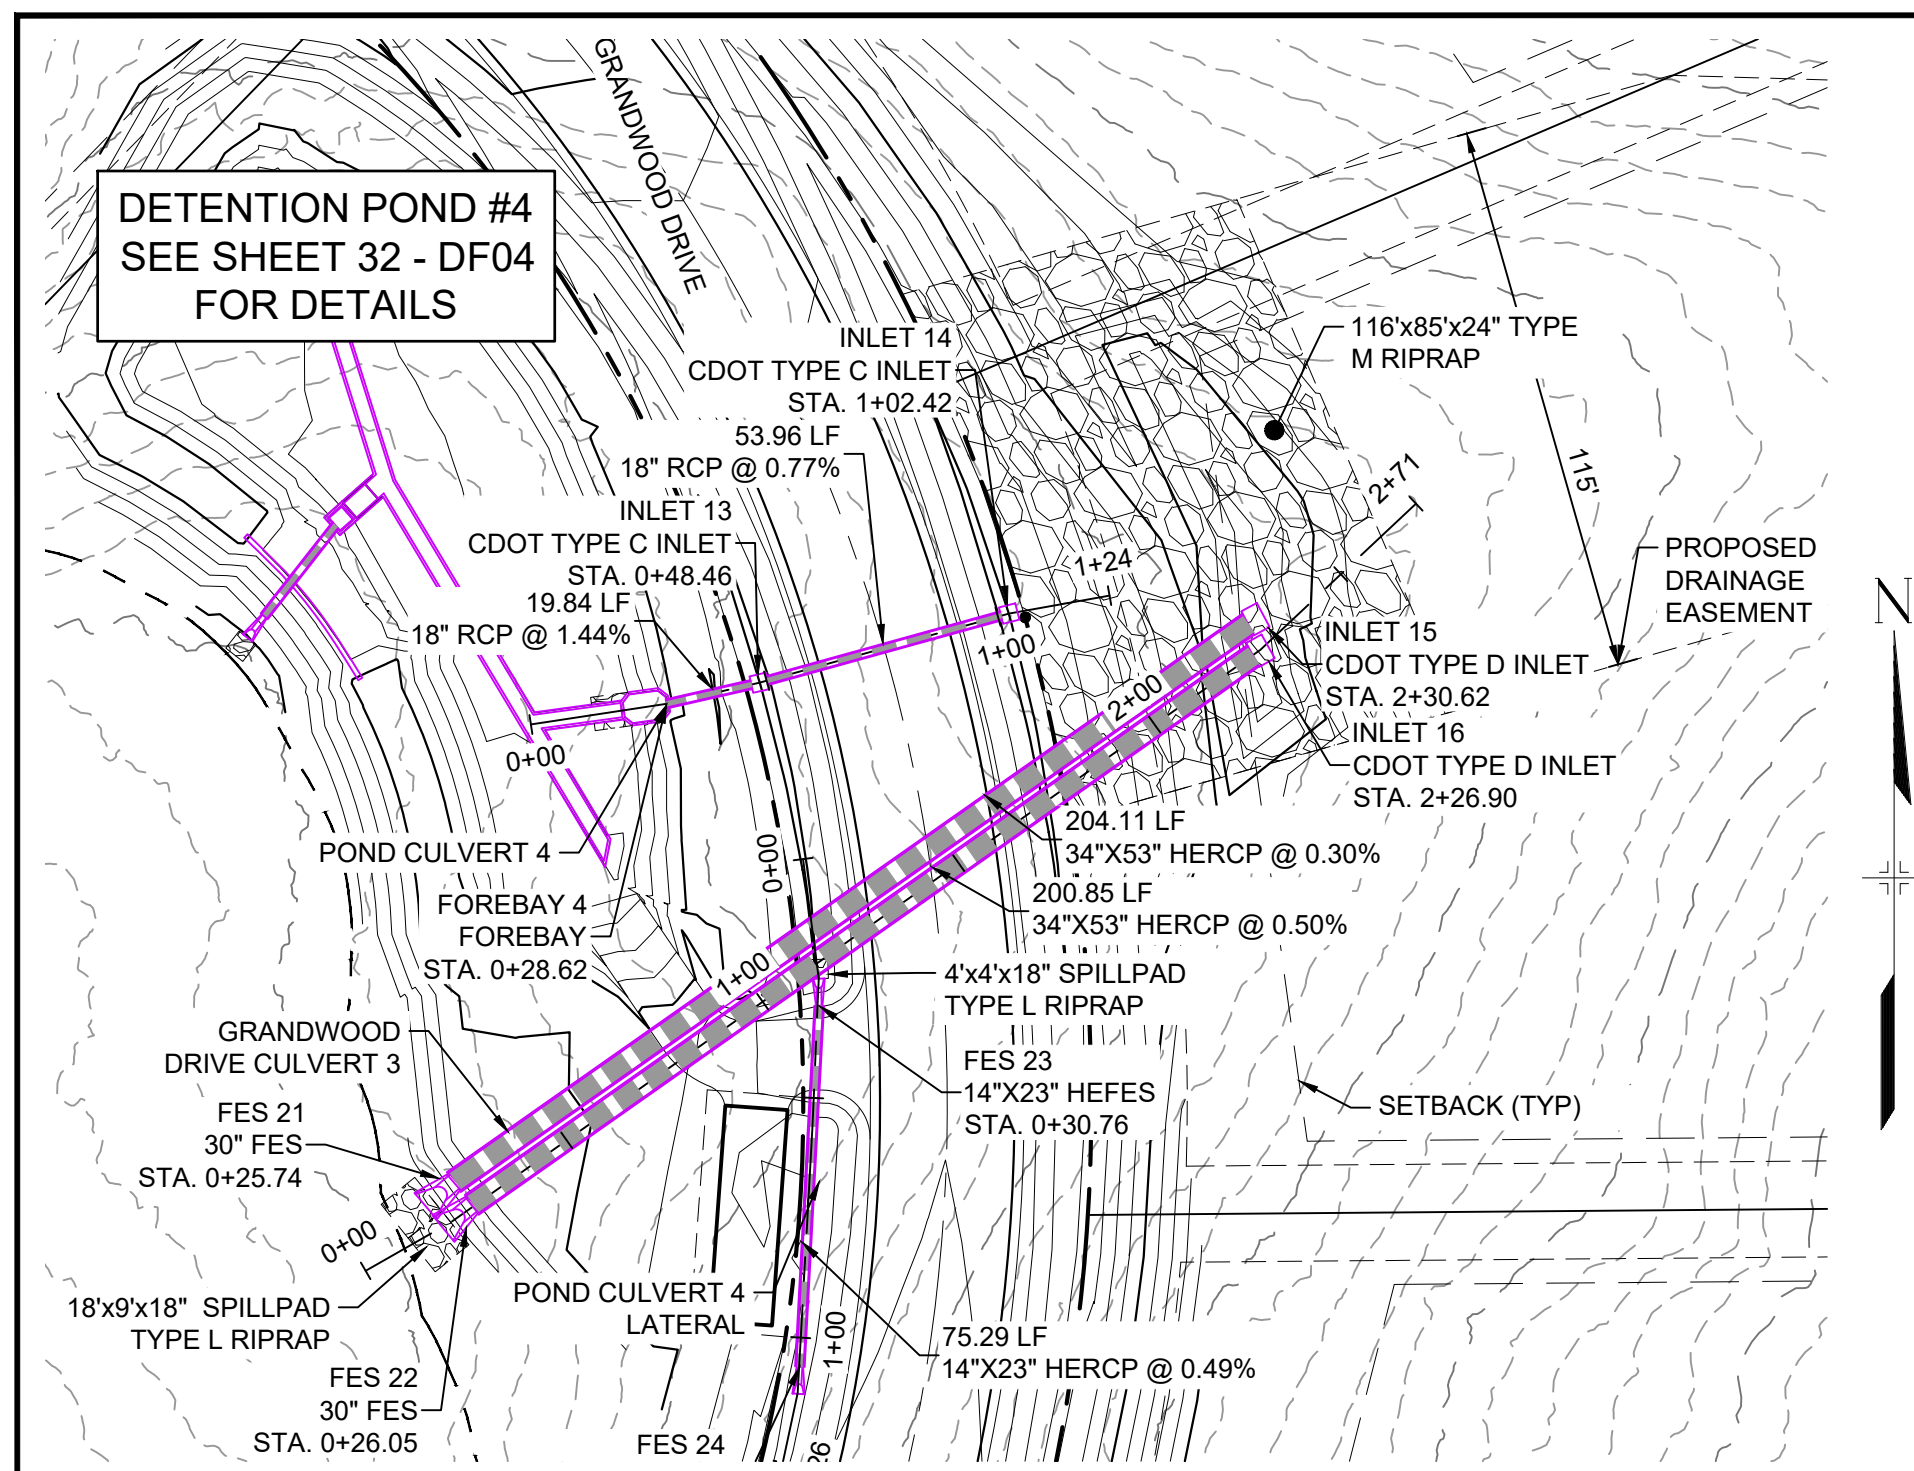 GRANDWOOD DRIVE
DETENTION POND #4
SEE SHEET 32 - DF04
FOR DETAILS
INLET 14
CDOT TYPE C INLET
STA. 1+02.42
53.96 LF
18" RCP @ 0.77%
INLET 13
CDOT TYPE C INLET
STA. 0+48.46
19.84 LF
18" RCP @ 1.44%
116'x85'x24" TYPE
M RIPRAP
2+71
115'
1+24
1+00
PROPOSED
DRAINAGE
EASEMENT
N
INLET 15
CDOT TYPE D INLET
STA. 2+30.62
2+00
INLET 16
CDOT TYPE D INLET
STA. 2+26.90
0+00
204.11 LF
34"X53" HERCP @ 0.30%
POND CULVERT 4
0+00
200.85 LF
34"X53" HERCP @ 0.50%
FOREBAY 4
FOREBAY
STA. 0+28.62
1+00
4'x4'x18" SPILLPAD
TYPE L RIPRAP
GRANDWOOD
DRIVE CULVERT 3
FES 23
14"X23" HEFES
STA. 0+30.76
SETBACK (TYP)
FES 21
30" FES
STA. 0+25.74
0+00
18'x9'x18" SPILLPAD
TYPE L RIPRAP
POND CULVERT 4
LATERAL
1+00
75.29 LF
14"X23" HERCP @ 0.49%
FES 22
30" FES
STA. 0+26.05
FES 24
26